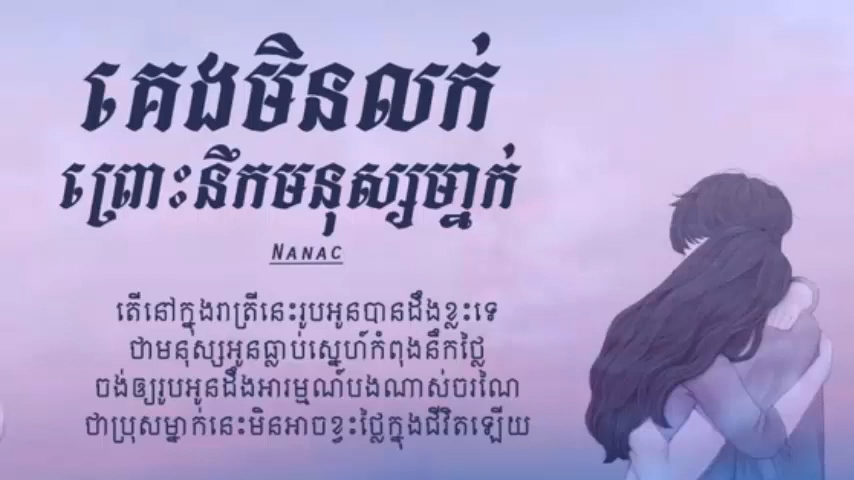 គេងមិនលក់
ព្រោះនឹកមនុស្សម្នាក់
NANAC
តើនៅក្នុងរាត្រីនេះរូបអូនបានដឹងខ្លះទេ
ថាមនុស្សអូនធ្លាប់ស្នេហ៍កំពុងនឹកថ្លៃ
ចង់ឲ្យរូបអូនដឹងអារម្មណ៍បងណាស់ចរណៃ
ថាប្រុសម្នាក់នេះមិនអាចខ្វះថ្លៃក្នុងជីវិតឡើយ